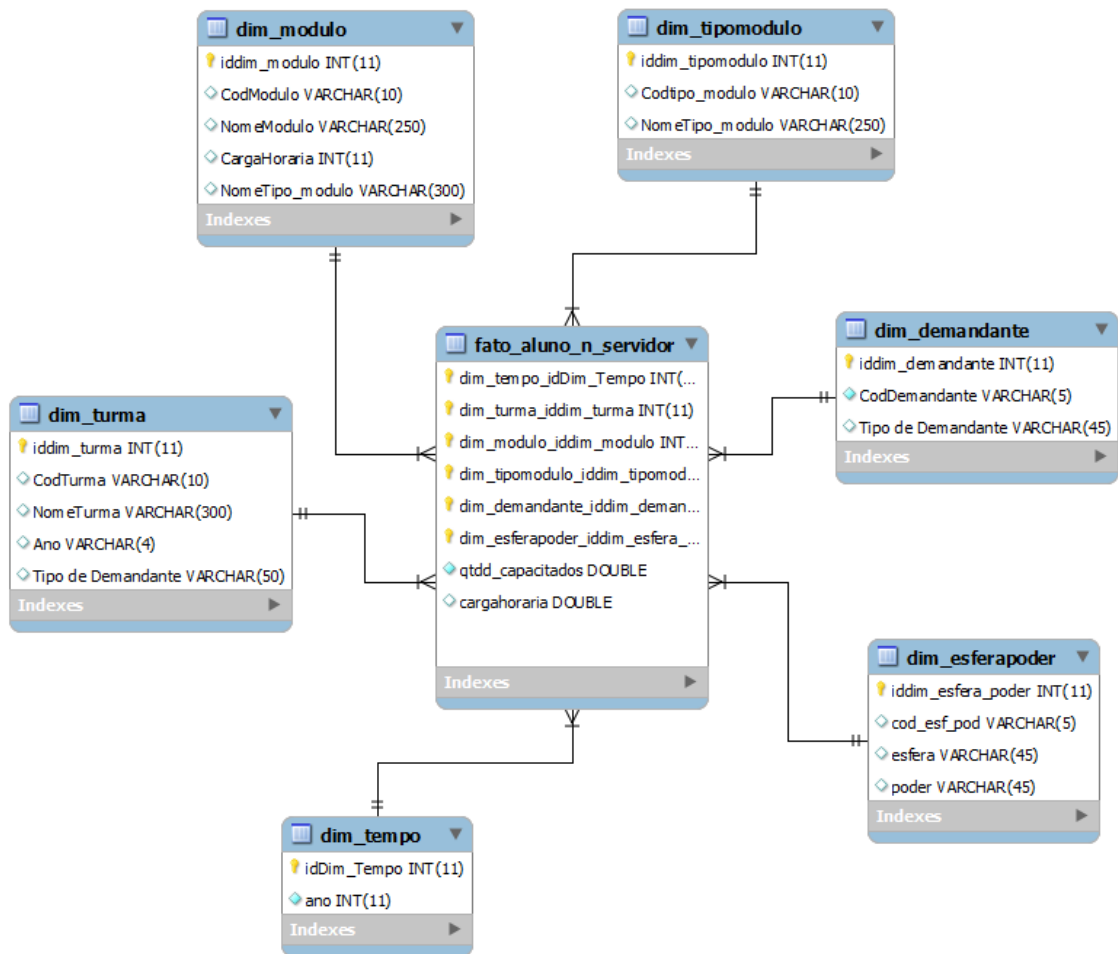 dim_modulo
iddim_modulo INT(11)
CodModulo VARCHAR(10)
NomeModulo VARCHAR(250)
CargaHoraria INT(11)
NomeTipo_modulo VARCHAR(300)
Indexes
dim_tipomodulo
iddim_tipomodulo INT(11)
Codtipo_modulo VARCHAR(10)
NomeTipo_modulo VARCHAR(250)
Indexes
fato_aluno_n_servidor
dim_tempo_idDim_Tempo INT(...
dim_turma_iddim_turma INT(11)
dim_modulo_iddim_modulo INT...
dim_tipomodulo_iddim_tipomod...
dim_demandante_iddim_deman...
dim_esferapoder_iddim_esfera_...
qtdd_capacitados DOUBLE
cargahoraria DOUBLE
Indexes
dim_demandante
iddim_demandante INT(11)
CodDemandante VARCHAR(5)
Tipo de Demandante VARCHAR(45)
Indexes
dim_turma
iddim_turma INT(11)
CodTurma VARCHAR(10)
NomeTurma VARCHAR(300)
Ano VARCHAR(4)
Tipo de Demandante VARCHAR(50)
Indexes
dim_esferapoder
iddim_esfera_poder INT(11)
cod_esf_pod VARCHAR(5)
esfera VARCHAR(45)
poder VARCHAR(45)
Indexes
dim_tempo
idDim_Tempo INT(11)
ano INT(11)
Indexes